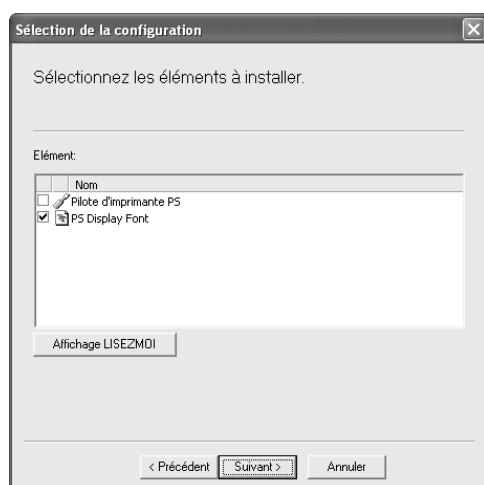 Sélection de la configuration
Sélectionnez les éléments à installer.
Elément:
Nom
Pilote d'imprimante PS
PS Display Font
Affichage LISEZMOI
< Précédent Suivant > Annuler